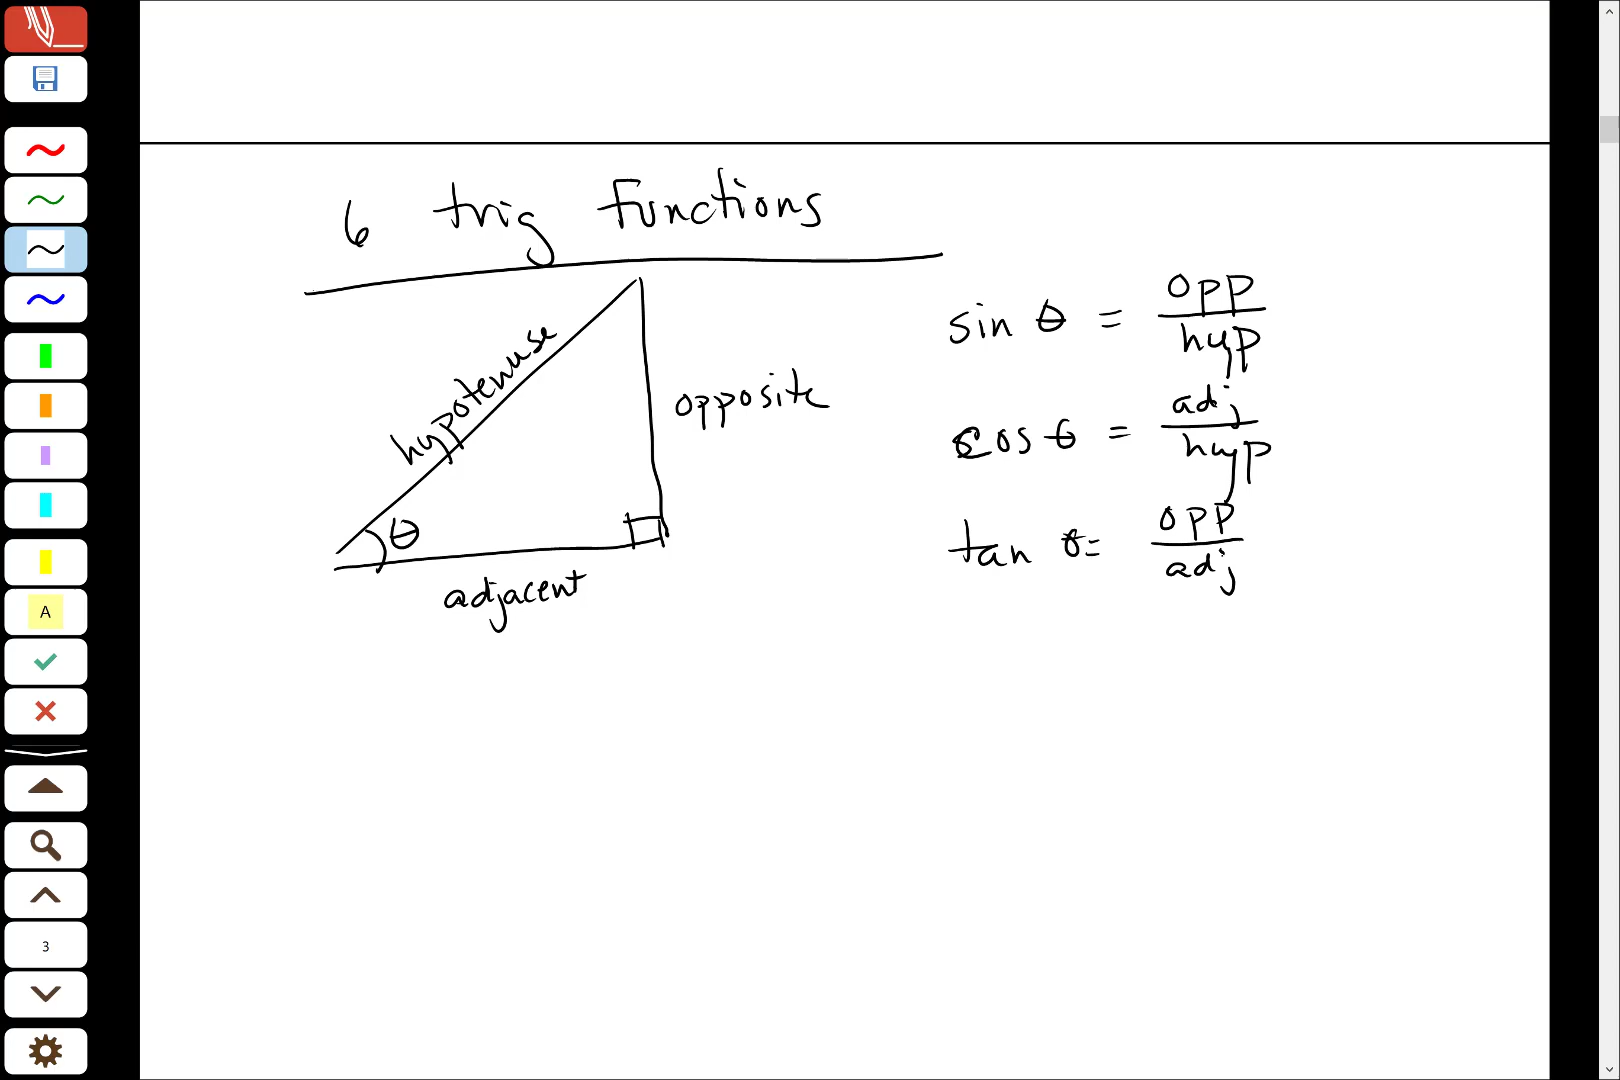 6 trig functions
hypotenuse
opposite
θ
adjacent
sin θ = opp/hyp
cos θ = adj/hyp
tan θ = opp/adj
A
3